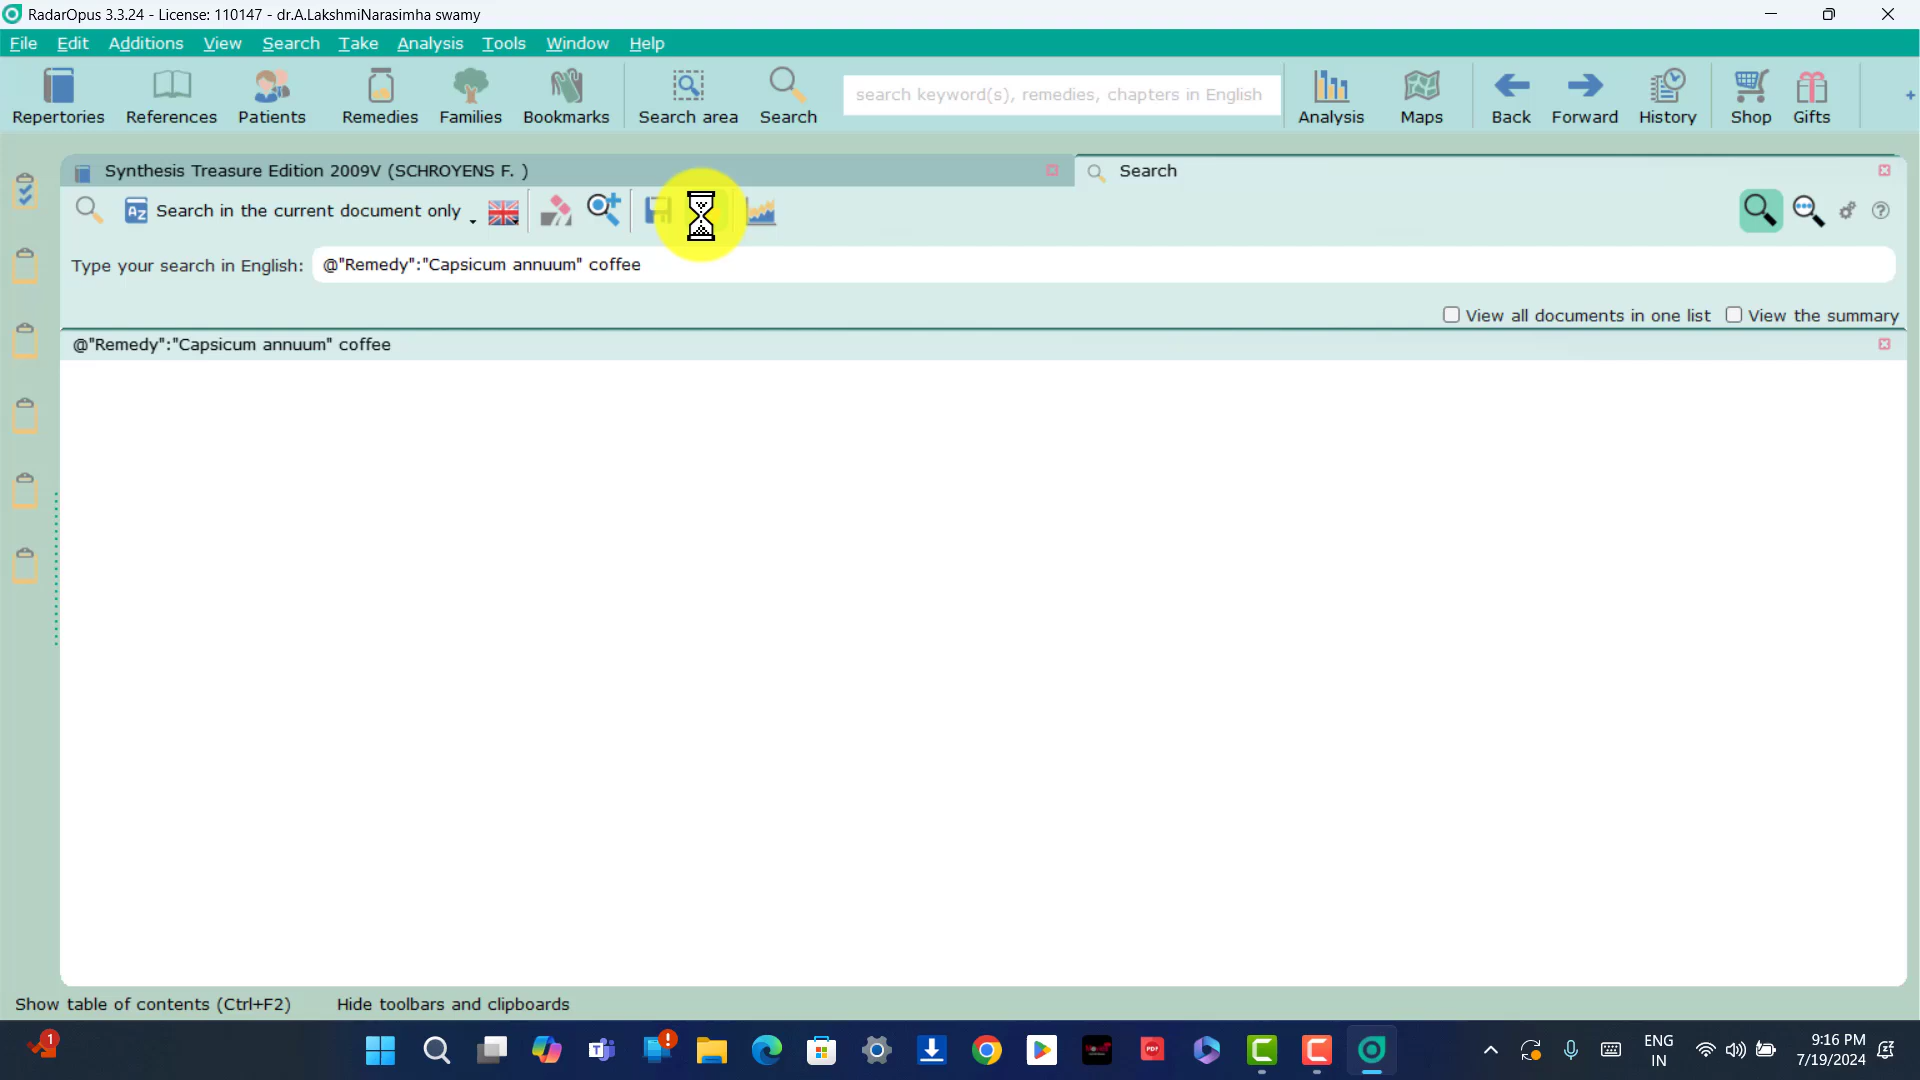 RadarOpus 3.3.24 - License: 110147 - dr.A.LakshmiNarasimha swamy
File Edit Additions View Search Take Analysis Tools Window Help
Repertories References Patients Remedies Families Bookmarks Search area Search search keyword(s), remedies, chapters in English Analysis Maps Back Forward History Shop Gifts
Synthesis Treasure Edition 2009V (SCHROYENS F. ) Search
AZ Search in the current document only
Type your search in English: @"Remedy":"Capsicum annuum" coffee
View all documents in one list View the summary
@"Remedy":"Capsicum annuum" coffee
Show table of contents (Ctrl+F2) Hide toolbars and clipboards
1
PDF
ENG
IN
9:16 PM
7/19/2024